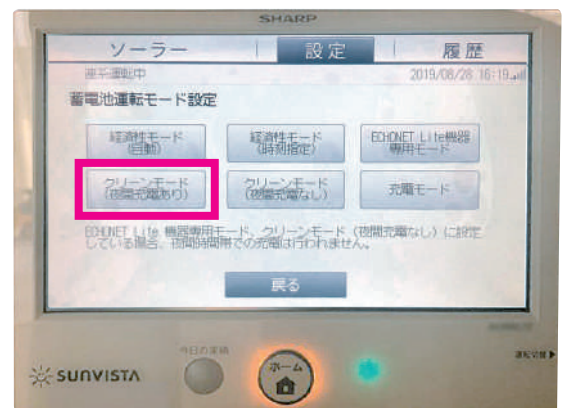 SHARP
ソーラー 設定 履歴
連系運転中 2019/08/28 16:19
蓄電池運転モード設定
経済性モード
(自動)
経済性モード
(時刻指定)
ECHONET Lite機器
専用モード
クリーンモード
(夜間充電あり)
クリーンモード
(夜間充電なし)
充電モード
ECHONET Lite 機器専用モード、クリーンモード（夜間充電なし）に設定
している場合、夜間時間帯での充電は行われません。
戻る
今日の実績
ホーム
運転切替▶
SUNVISTA